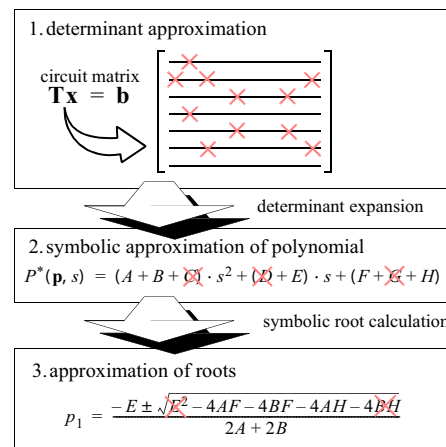 1. determinant approximation
circuit matrix
Tx = b
determinant expansion
2. symbolic approximation of polynomial
P*(p, s) = (A + B + C) · s² + (D + E) · s + (F + G + H)
symbolic root calculation
3. approximation of roots
p₁ = (– E ± √(E² – 4AF – 4BF – 4AH – 4BH)) / (2A + 2B)